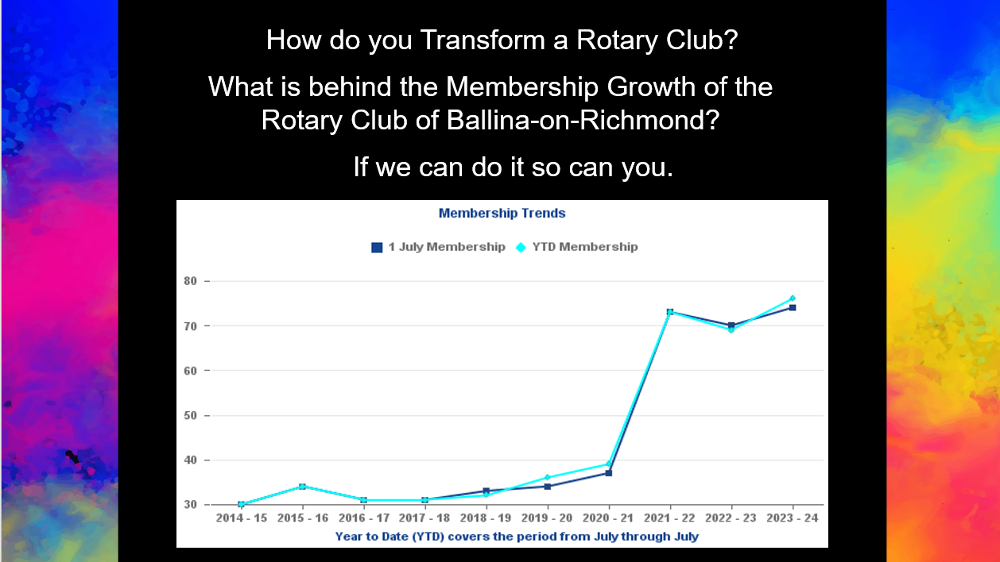 How do you Transform a Rotary Club?
What is behind the Membership Growth of the
Rotary Club of Ballina-on-Richmond?
If we can do it so can you.
Membership Trends
1 July Membership YTD Membership
80
70
60
50
40
30
2014 - 15 2015 - 16 2016 - 17 2017 - 18 2018 - 19 2019 - 20 2020 - 21 2021 - 22 2022 - 23 2023 - 24
Year to Date (YTD) covers the period from July through July